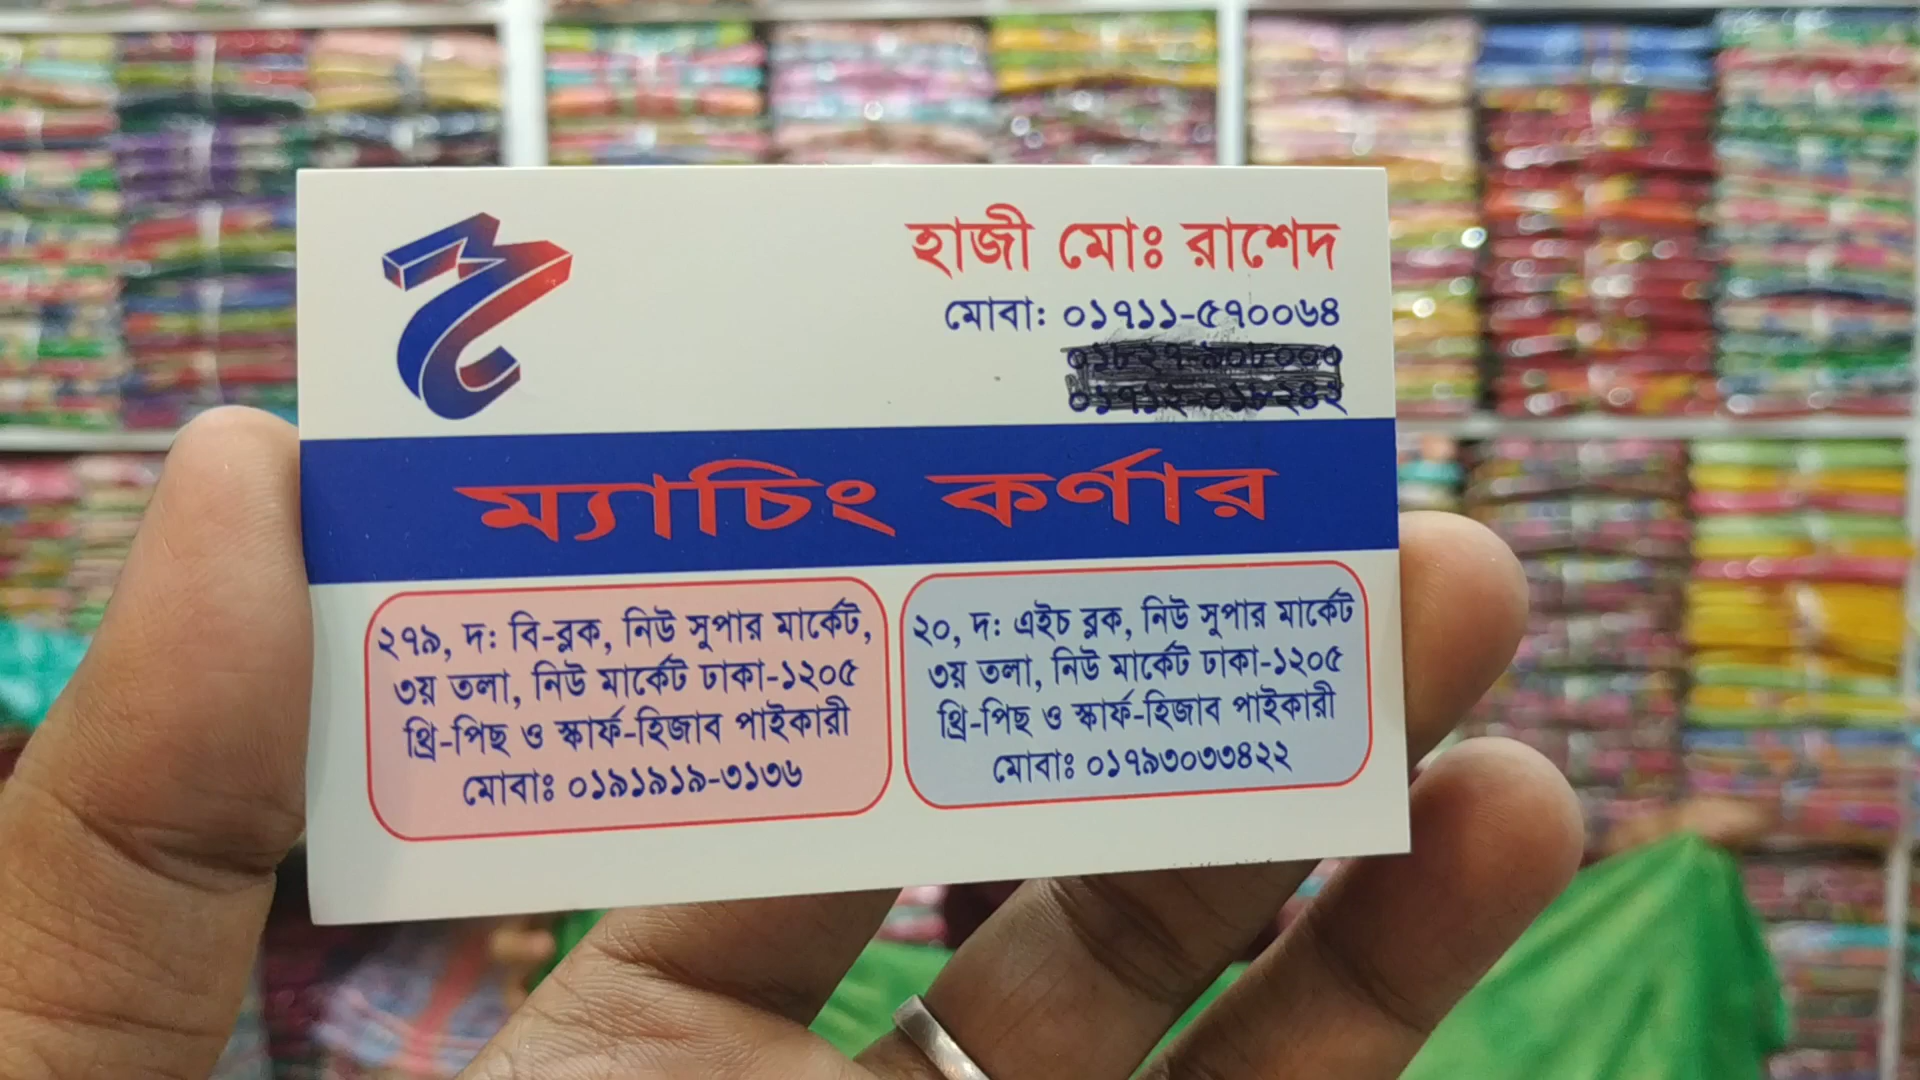 হাজী মোঃ রাশেদ
মোবা: ০১৭১১-৫৭০০৬৪
ম্যাচিং কর্ণার
২৭৯, দ: বি-ব্লক, নিউ সুপার মার্কেট,
৩য় তলা, নিউ মার্কেট ঢাকা-১২০৫
থ্রি-পিছ ও স্কার্ফ-হিজাব পাইকারী
মোবাঃ ০১৯১৯১৯-৩১৩৬
২০, দ: এইচ ব্লক, নিউ সুপার মার্কেট
৩য় তলা, নিউ মার্কেট ঢাকা-১২০৫
থ্রি-পিছ ও স্কার্ফ-হিজাব পাইকারী
মোবাঃ ০১৭৯৩০৩৩৪২২